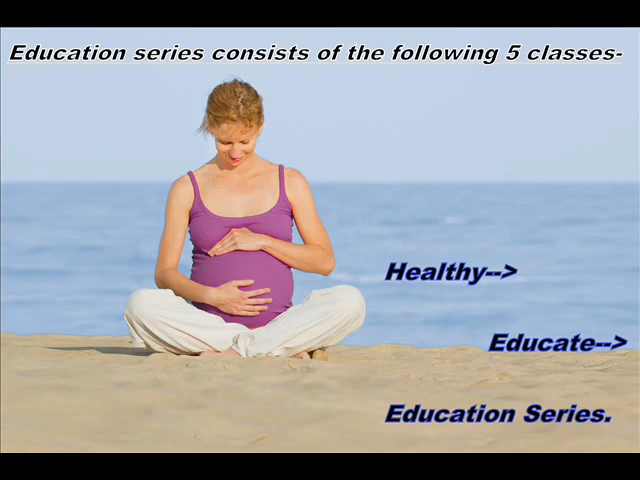 Education series consists of the following 5 classes-
Healthy-->
Educate-->
Education Series.